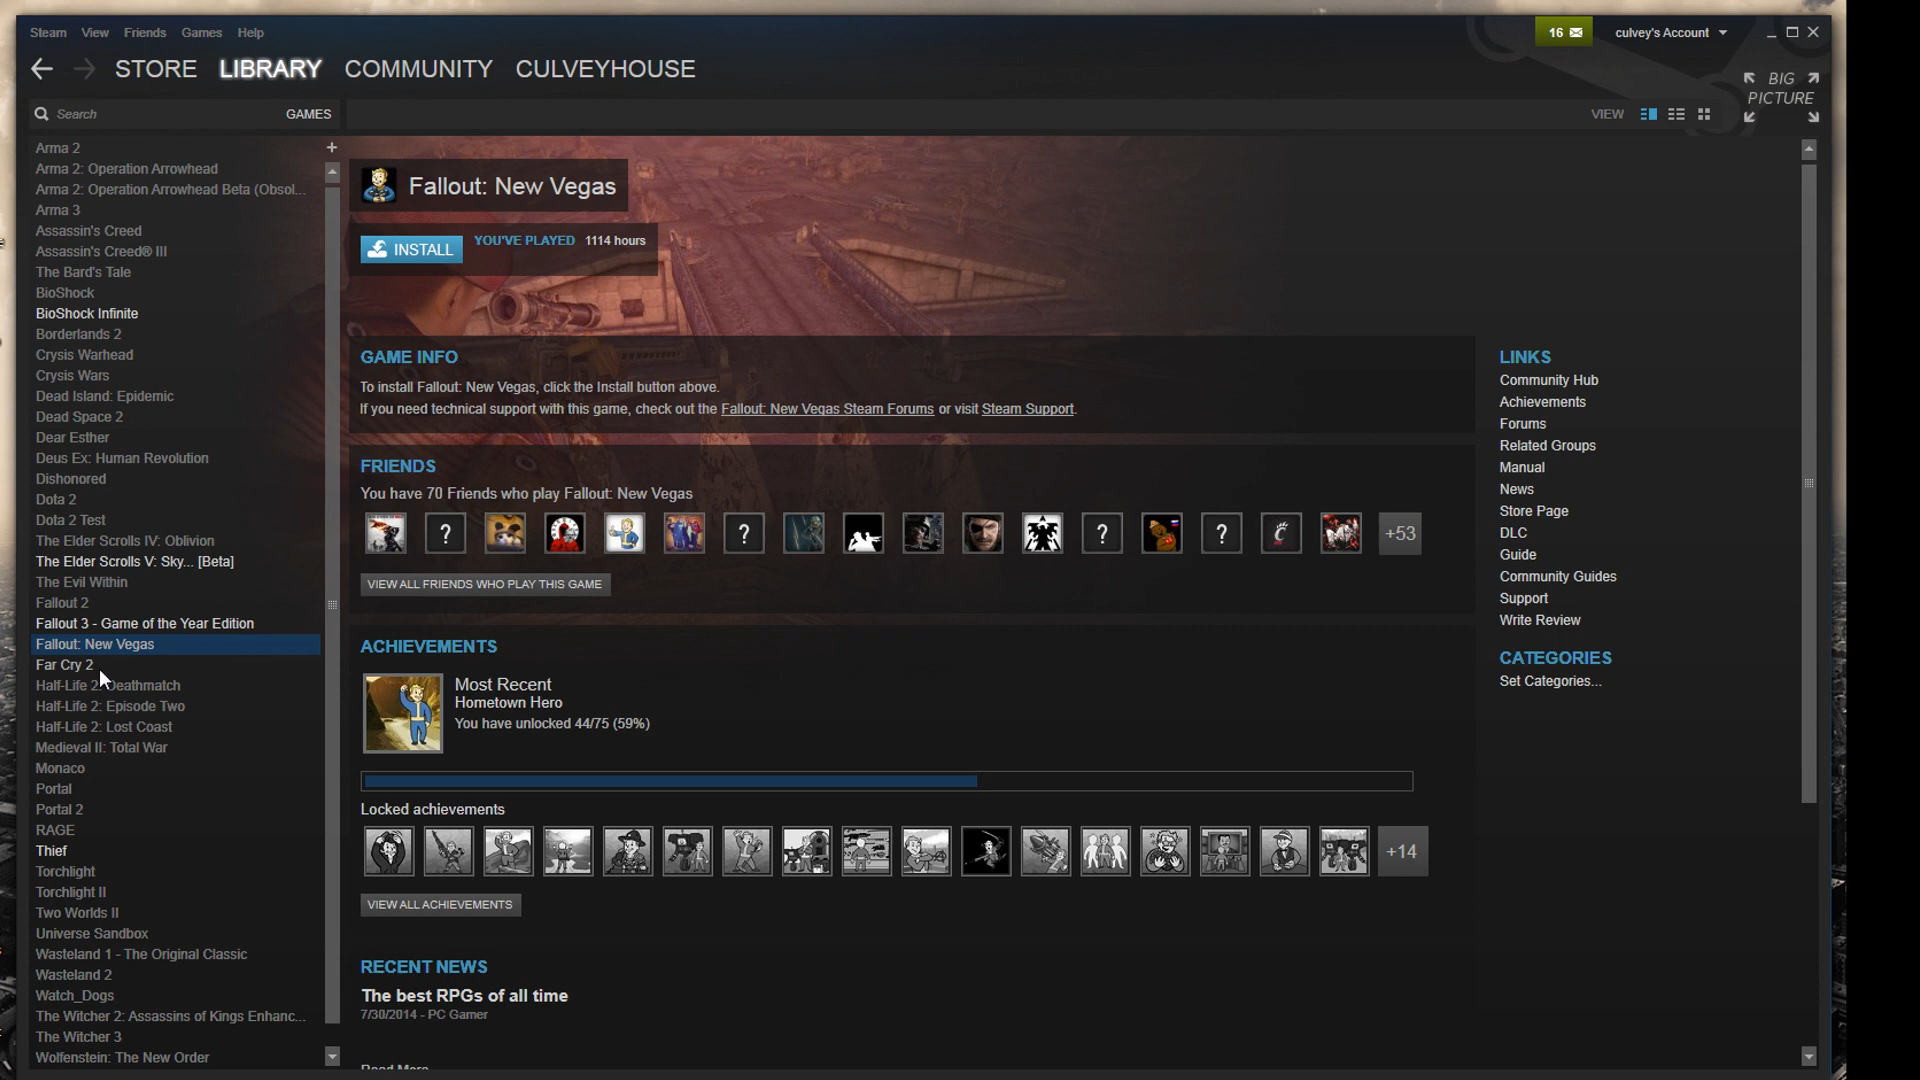 Steam View Friends Games Help
16 culvey's Account
STORE LIBRARY COMMUNITY CULVEYHOUSE
BIG
PICTURE
Search GAMES
VIEW
Arma 2
Arma 2: Operation Arrowhead
Arma 2: Operation Arrowhead Beta (Obsol...
Arma 3
Assassin's Creed
Assassin's Creed® III
The Bard's Tale
BioShock
BioShock Infinite
Borderlands 2
Crysis Warhead
Crysis Wars
Dead Island: Epidemic
Dead Space 2
Dear Esther
Deus Ex: Human Revolution
Dishonored
Dota 2
Dota 2 Test
The Elder Scrolls IV: Oblivion
The Elder Scrolls V: Sky... [Beta]
The Evil Within
Fallout 2
Fallout 3 - Game of the Year Edition
Fallout: New Vegas
Far Cry 2
Half-Life 2: Deathmatch
Half-Life 2: Episode Two
Half-Life 2: Lost Coast
Medieval II: Total War
Monaco
Portal
Portal 2
RAGE
Thief
Torchlight
Torchlight II
Two Worlds II
Universe Sandbox
Wasteland 1 - The Original Classic
Wasteland 2
Watch_Dogs
The Witcher 2: Assassins of Kings Enhanc...
The Witcher 3
Wolfenstein: The New Order
Fallout: New Vegas
INSTALL YOU'VE PLAYED 1114 hours
GAME INFO
To install Fallout: New Vegas, click the Install button above.
If you need technical support with this game, check out the Fallout: New Vegas Steam Forums or visit Steam Support.
FRIENDS
You have 70 Friends who play Fallout: New Vegas
+53
VIEW ALL FRIENDS WHO PLAY THIS GAME
ACHIEVEMENTS
Most Recent
Hometown Hero
You have unlocked 44/75 (59%)
Locked achievements
+14
VIEW ALL ACHIEVEMENTS
RECENT NEWS
The best RPGs of all time
7/30/2014 - PC Gamer
Read More
LINKS
Community Hub
Achievements
Forums
Related Groups
Manual
News
Store Page
DLC
Guide
Community Guides
Support
Write Review
CATEGORIES
Set Categories...